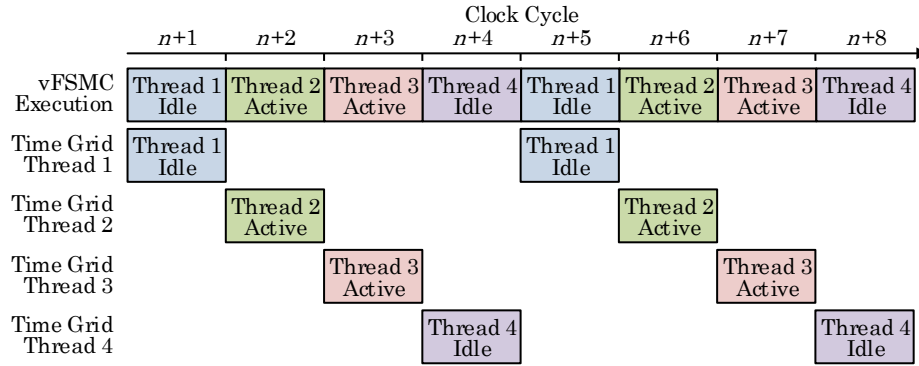 Clock Cycle
n+1 n+2 n+3 n+4 n+5 n+6 n+7 n+8
vFSMC Thread 1 Thread 2 Thread 3 Thread 4 Thread 1 Thread 2 Thread 3 Thread 4
Execution Idle Active Active Idle Idle Active Active Idle
Time Grid Thread 1 Thread 1
Thread 1 Idle Idle
Time Grid Thread 2 Thread 2
Thread 2 Active Active
Time Grid Thread 3 Thread 3
Thread 3 Active Active
Time Grid Thread 4 Thread 4
Thread 4 Idle Idle